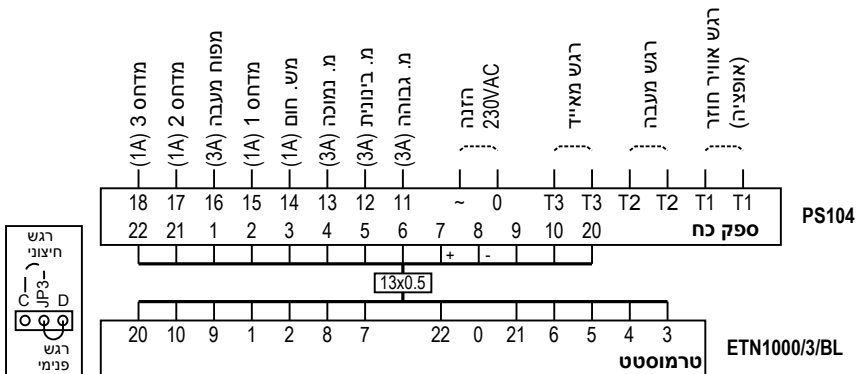 מדחס 3 (1A)
מדחס 2 (1A)
מפוח מעבה (3A)
מדחס 1 (1A)
מש. חום (1A)
מ. נמוכה (3A)
מ. בינונית (3A)
מ. גבוהה (3A)
הזנה
230VAC
רגש מאייד
רגש מעבה
רגש אוויר חוזר
(אופציה)
18 17 16 15 14 13 12 11 ~ 0 T3 T3 T2 T2 T1 T1
22 21 1 2 3 4 5 6 7 8 9 10 20 ספק כח
PS104
+ -
13x0.5
20 10 9 1 2 8 7 22 0 21 6 5 4 3
טרמוסטט
ETN1000/3/BL
רגש
חיצוני
C JP3 D
רגש
פנימי